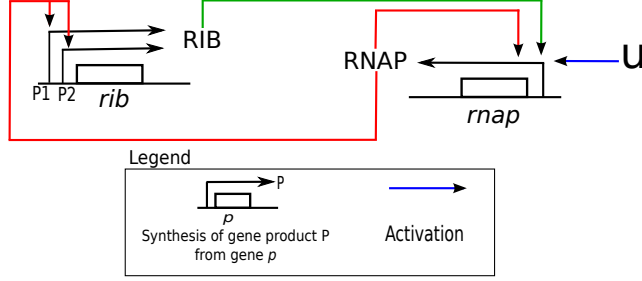 RIB
RNAP
u
P1 P2
rib
rnap
Legend
P
p
Synthesis of gene product P
from gene p
Activation